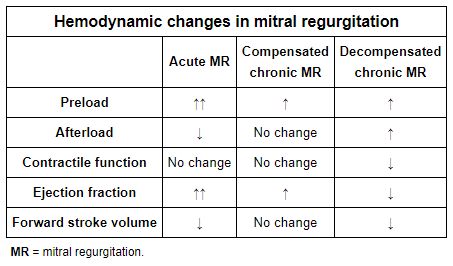 Hemodynamic changes in mitral regurgitation
Acute MR Compensated chronic MR Decompensated chronic MR
Preload ↑↑ ↑ ↑
Afterload ↓ No change ↑
Contractile function No change No change ↓
Ejection fraction ↑↑ ↑ ↓
Forward stroke volume ↓ No change ↓
MR = mitral regurgitation.